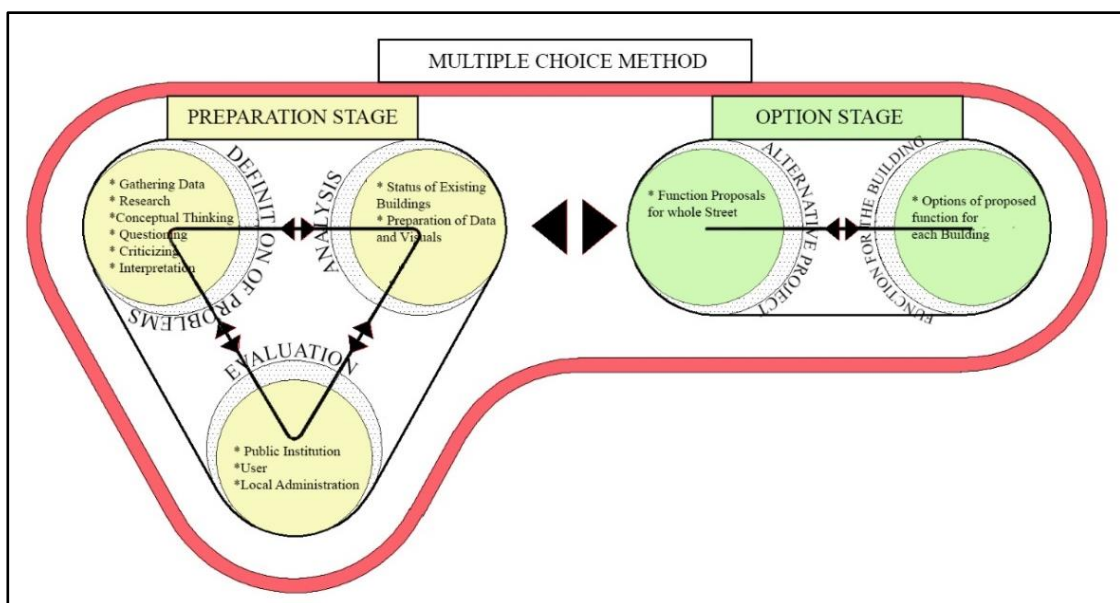 MULTIPLE CHOICE METHOD
PREPARATION STAGE
DEFINITION OF PROBLEMS
* Gathering Data
* Research
*Conceptual Thinking
* Questioning
* Criticizing
* Interpretation
ANALYSIS
* Status of Existing
Buildings
* Preparation of Data
and Visuals
EVALUATION
* Public Institution
*User
*Local Administration
OPTION STAGE
ALTERNATIVE PROJECT
* Function Proposals
for whole Street
FUNCTION FOR THE BUILDING
* Options of proposed
function for
each Building